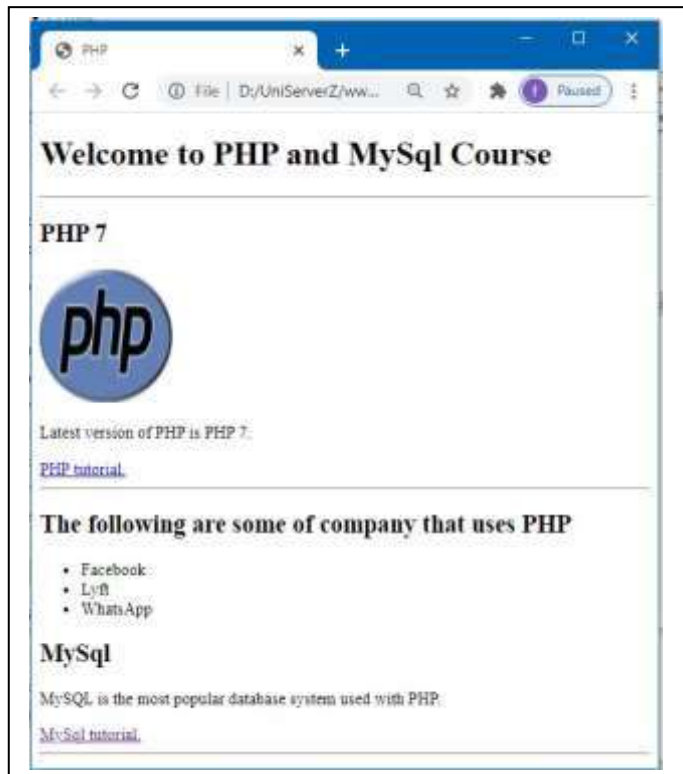 PHP
File
D:/UniServerZ/ww...
Paused
Welcome to PHP and MySql Course
PHP 7
php
Latest version of PHP is PHP 7.
PHP tutorial.
The following are some of company that uses PHP
Facebook
Lyft
WhatsApp
MySql
MySQL is the most popular database system used with PHP.
MySql tutorial.